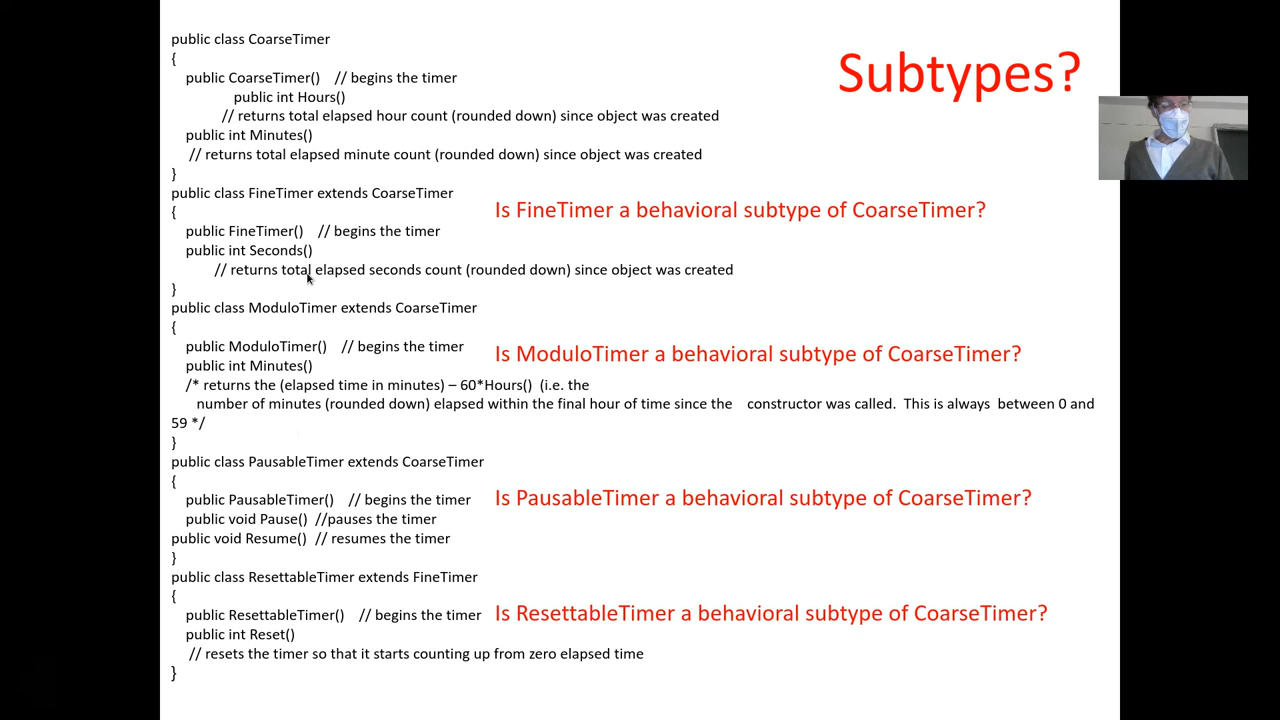 Subtypes?
public class CoarseTimer
{
public CoarseTimer() // begins the timer
public int Hours()
// returns total elapsed hour count (rounded down) since object was created
public int Minutes()
// returns total elapsed minute count (rounded down) since object was created
}
public class FineTimer extends CoarseTimer
Is FineTimer a behavioral subtype of CoarseTimer?
{
public FineTimer() // begins the timer
public int Seconds()
// returns total elapsed seconds count (rounded down) since object was created
}
public class ModuloTimer extends CoarseTimer
{
public ModuloTimer() // begins the timer
Is ModuloTimer a behavioral subtype of CoarseTimer?
public int Minutes()
/* returns the (elapsed time in minutes) – 60*Hours() (i.e. the
number of minutes (rounded down) elapsed within the final hour of time since the constructor was called. This is always between 0 and
59 */
}
public class PausableTimer extends CoarseTimer
{
public PausableTimer() // begins the timer
Is PausableTimer a behavioral subtype of CoarseTimer?
public void Pause() //pauses the timer
public void Resume() // resumes the timer
}
public class ResettableTimer extends FineTimer
{
public ResettableTimer() // begins the timer
Is ResettableTimer a behavioral subtype of CoarseTimer?
public int Reset()
// resets the timer so that it starts counting up from zero elapsed time
}